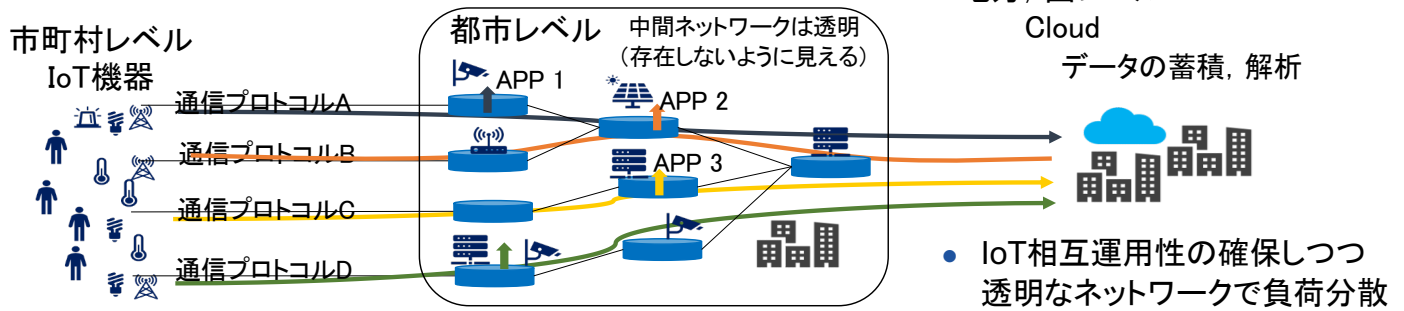 市町村レベル
IoT機器
通信プロトコルA
通信プロトコルB
通信プロトコルC
通信プロトコルD
都市レベル
中間ネットワークは透明
(存在しないように見える)
APP 1
APP 2
APP 3
Cloud
データの蓄積，解析
● IoT相互運用性の確保しつつ
透明なネットワークで負荷分散